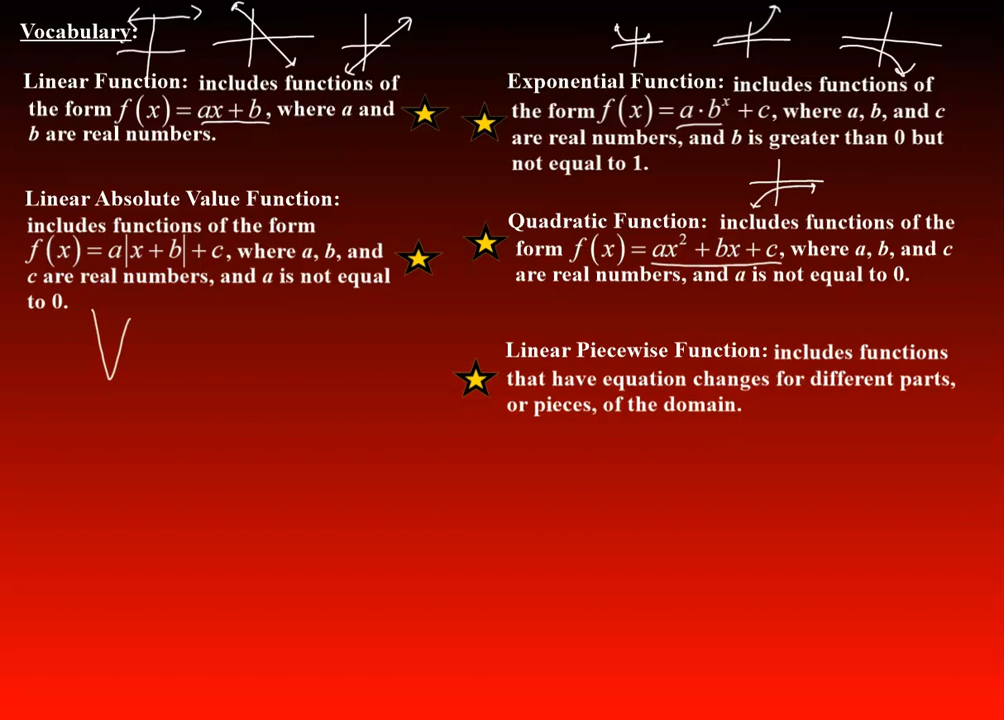 Vocabulary:
Linear Function: includes functions of
the form f(x) = ax + b, where a and
b are real numbers.
Linear Absolute Value Function:
includes functions of the form
f(x) = a|x + b| + c, where a, b, and
c are real numbers, and a is not equal
to 0.
Exponential Function: includes functions of
the form f(x) = a · bˣ + c, where a, b, and c
are real numbers, and b is greater than 0 but
not equal to 1.
Quadratic Function: includes functions of the
form f(x) = ax² + bx + c, where a, b, and c
are real numbers, and a is not equal to 0.
Linear Piecewise Function: includes functions
that have equation changes for different parts,
or pieces, of the domain.